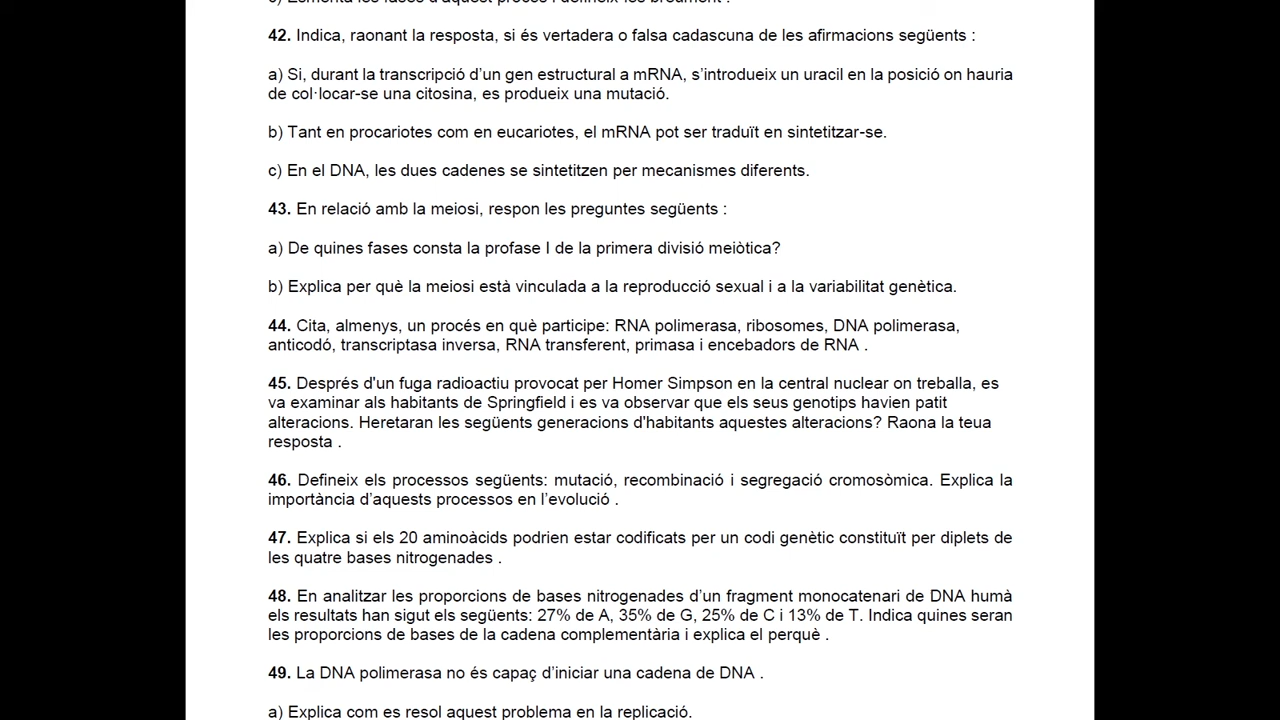 c) Esmenta les fases d'aquest procés i defineix-les breument .
42. Indica, raonant la resposta, si és vertadera o falsa cadascuna de les afirmacions següents :
a) Si, durant la transcripció d’un gen estructural a mRNA, s’introdueix un uracil en la posició on hauria
de col·locar-se una citosina, es produeix una mutació.
b) Tant en procariotes com en eucariotes, el mRNA pot ser traduït en sintetitzar-se.
c) En el DNA, les dues cadenes se sintetitzen per mecanismes diferents.
43. En relació amb la meiosi, respon les preguntes següents :
a) De quines fases consta la profase I de la primera divisió meiòtica?
b) Explica per què la meiosi està vinculada a la reproducció sexual i a la variabilitat genètica.
44. Cita, almenys, un procés en què participe: RNA polimerasa, ribosomes, DNA polimerasa,
anticodó, transcriptasa inversa, RNA transferent, primasa i encebadors de RNA .
45. Després d'un fuga radioactiu provocat per Homer Simpson en la central nuclear on treballa, es
va examinar als habitants de Springfield i es va observar que els seus genotips havien patit
alteracions. Heretaran les següents generacions d'habitants aquestes alteracions? Raona la teua
resposta .
46. Defineix els processos següents: mutació, recombinació i segregació cromosòmica. Explica la
importància d’aquests processos en l’evolució .
47. Explica si els 20 aminoàcids podrien estar codificats per un codi genètic constituït per diplets de
les quatre bases nitrogenades .
48. En analitzar les proporcions de bases nitrogenades d’un fragment monocatenari de DNA humà
els resultats han sigut els següents: 27% de A, 35% de G, 25% de C i 13% de T. Indica quines seran
les proporcions de bases de la cadena complementària i explica el perquè .
49. La DNA polimerasa no és capaç d’iniciar una cadena de DNA .
a) Explica com es resol aquest problema en la replicació.